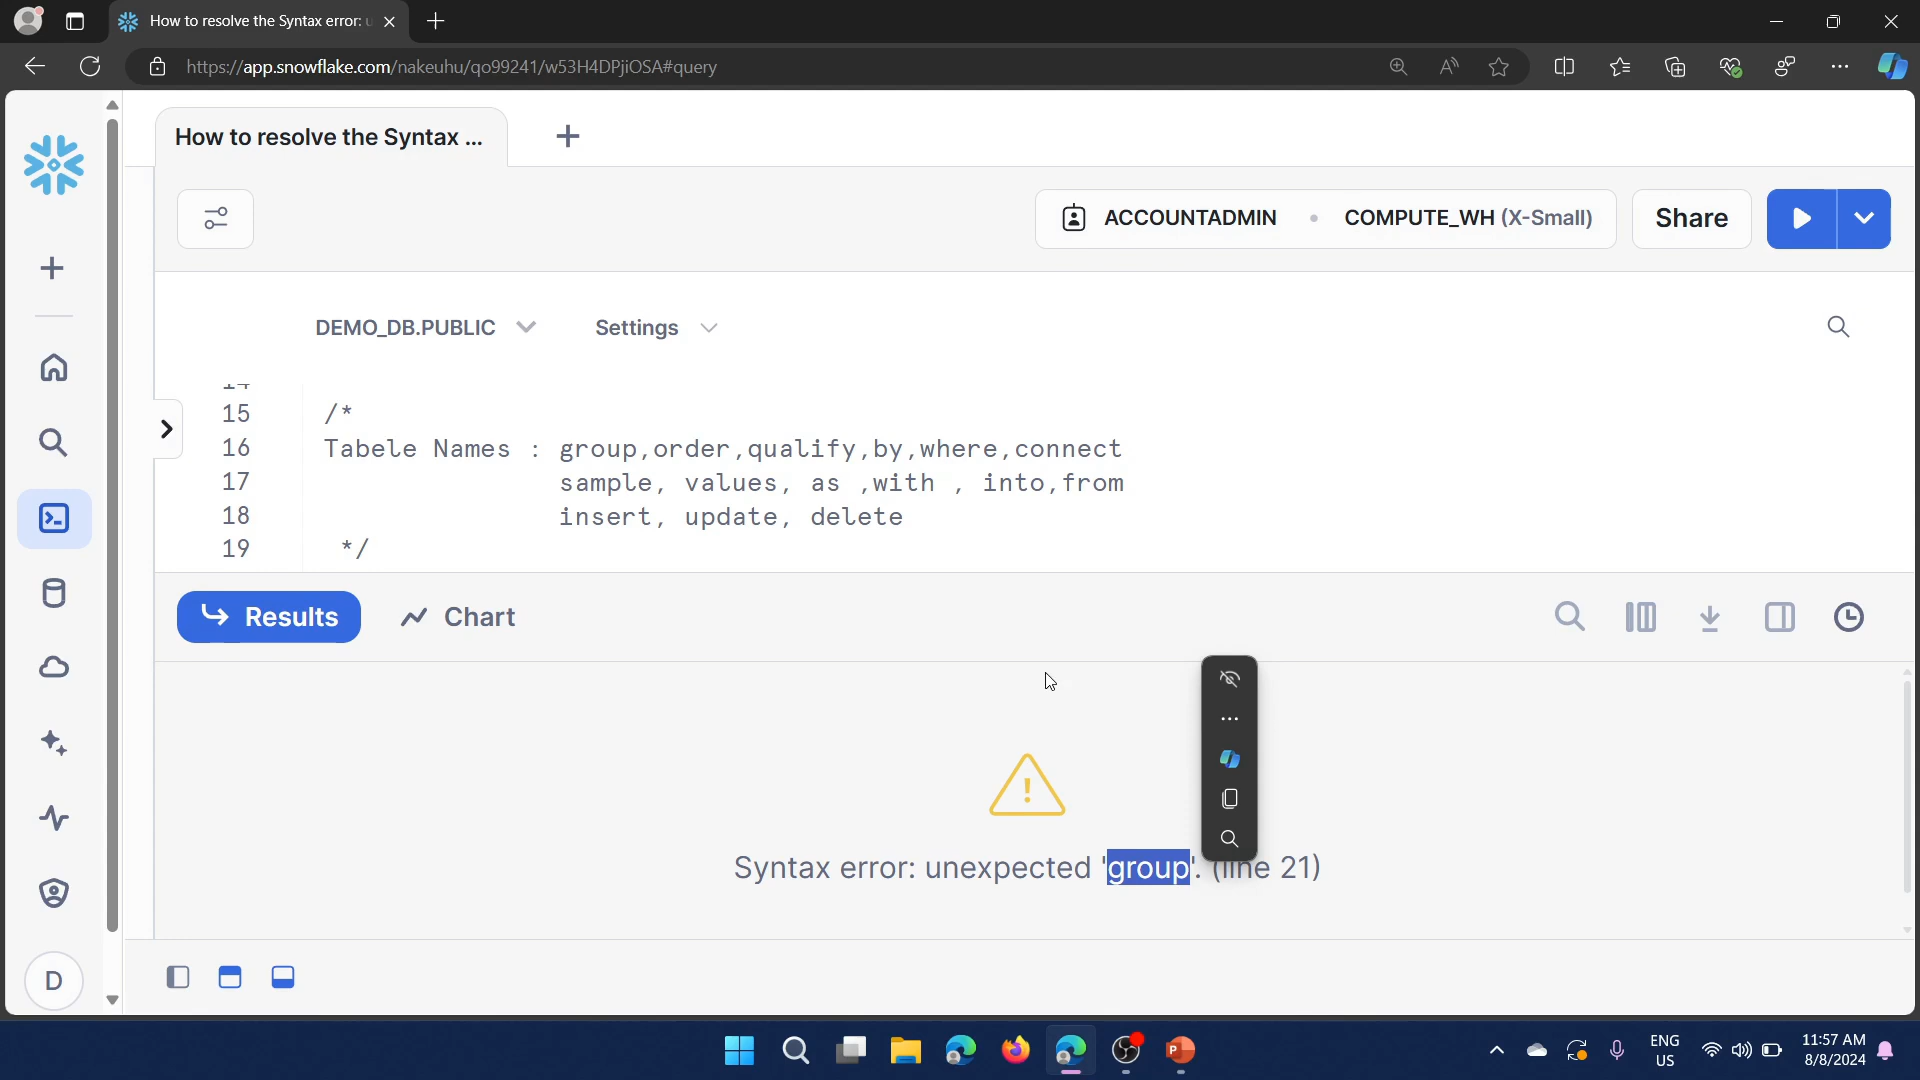 How to resolve the Syntax error: u
https://app.snowflake.com/nakeuhu/qo99241/w53H4DPjiOSA#query
How to resolve the Syntax ...
ACCOUNTADMIN • COMPUTE_WH (X-Small)
Share
DEMO_DB.PUBLIC
Settings
14
15 /*
16 Tabele Names : group,order,qualify,by,where,connect
17 sample, values, as ,with , into,from
18 insert, update, delete
19 */
Results
Chart
Syntax error: unexpected 'group'. (line 21)
D
ENG
US
11:57 AM
8/8/2024